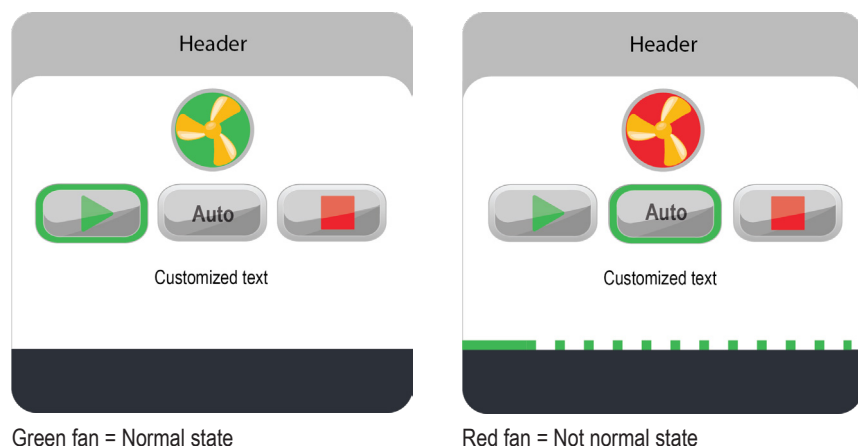 Header
Auto
Customized text
Green fan = Normal state
Header
Auto
Customized text
Red fan = Not normal state